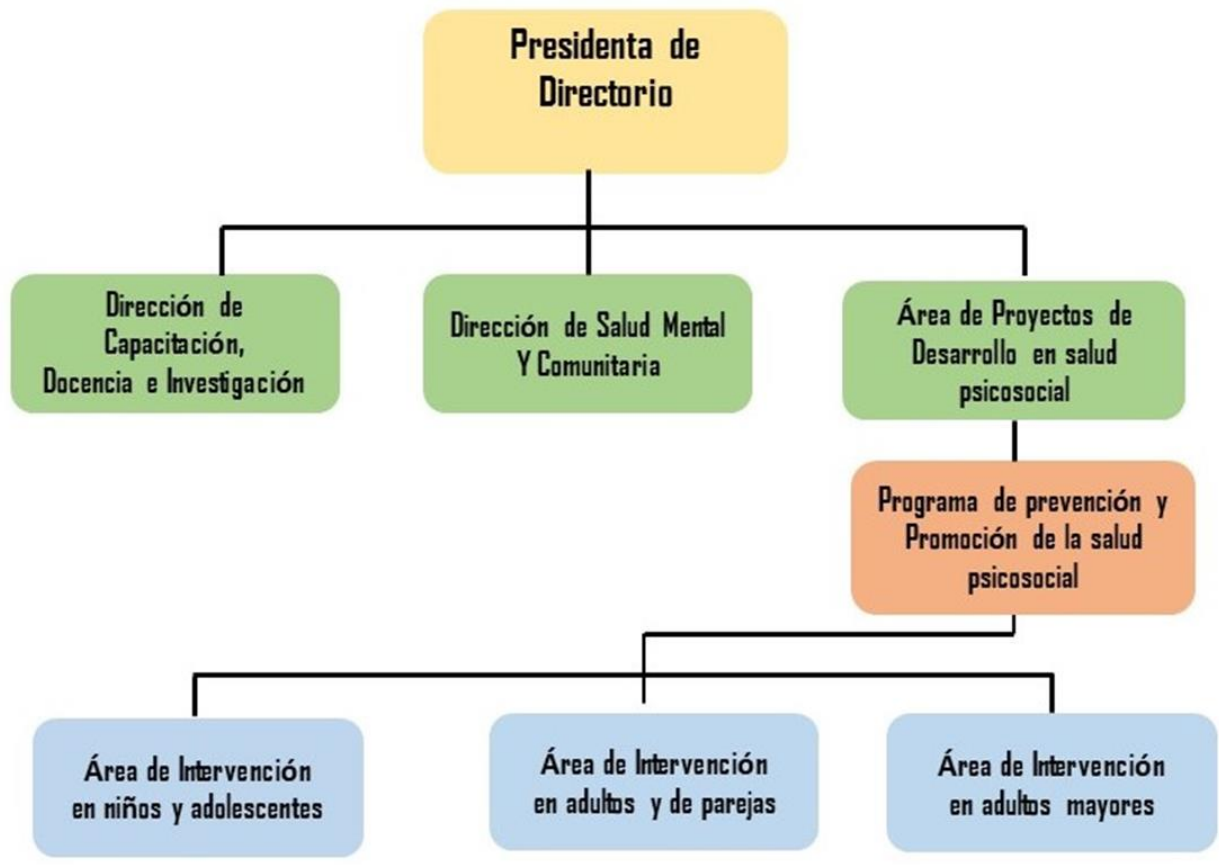 Presidenta de
Directorio
Dirección de
Capacitación,
Docencia e Investigación
Dirección de Salud Mental
Y Comunitaria
Área de Proyectos de
Desarrollo en salud
psicosocial
Programa de prevención y
Promoción de la salud
psicosocial
Área de Intervención
en niños y adolescentes
Área de Intervención
en adultos y de parejas
Área de Intervención
en adultos mayores